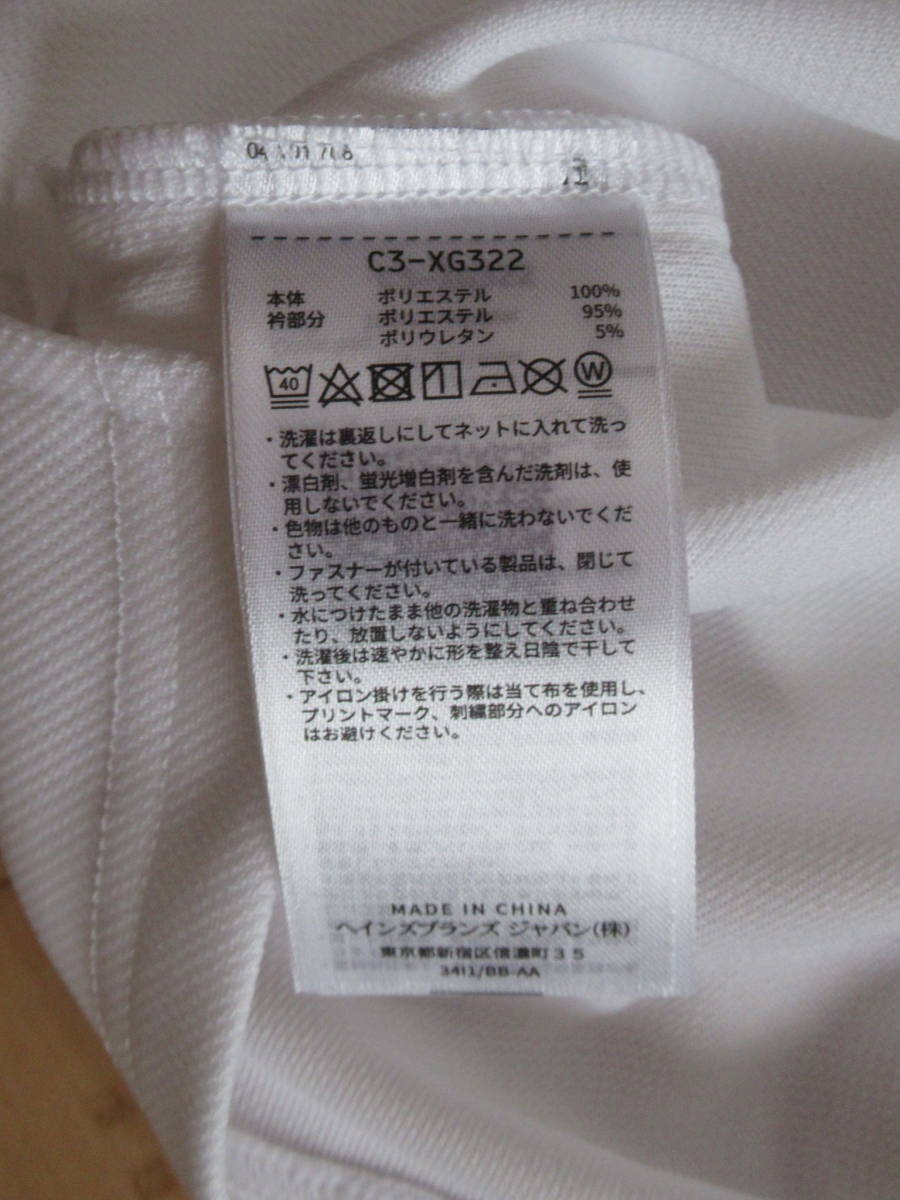 C3-XG322
本体 ポリエステル 100%
衿部分 ポリエステル 95%
ポリウレタン 5%
40
W
・洗濯は裏返しにしてネットに入れて洗っ
てください。
・漂白剤、蛍光増白剤を含んだ洗剤は、使
用しないでください。
・色物は他のものと一緒に洗わないでくだ
さい。
・ファスナーが付いている製品は、閉じて
洗ってください。
・水につけたまま他の洗濯物と重ね合わせ
たり、放置しないようにしてください。
・洗濯後は速やかに形を整え日陰で干して
下さい。
・アイロン掛けを行う際は当て布を使用し、
プリントマーク、刺繍部分へのアイロン
はお避けください。
MADE IN CHINA
ヘインズブランズ ジャパン(株)
東京都新宿区信濃町35
34I1/BB-AA